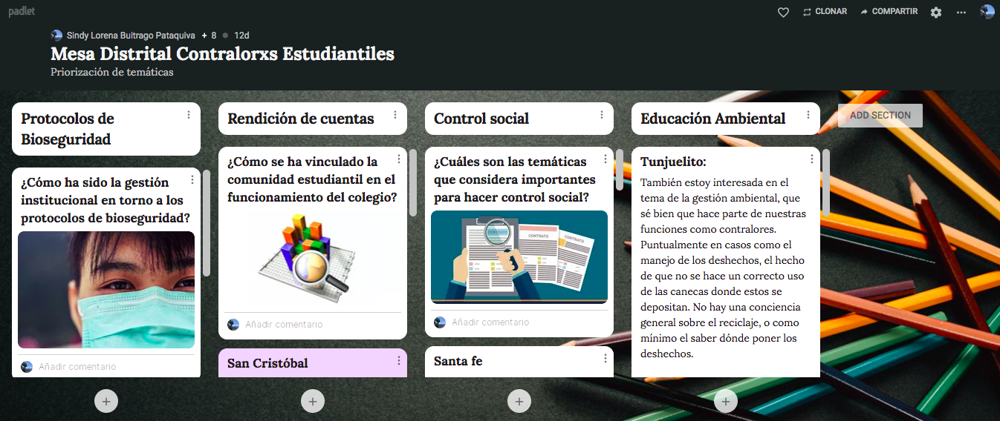 padlet
CLONAR
COMPARTIR
Sindy Lorena Buitrago Pataquiva + 8 12d
Mesa Distrital Contralorxs Estudiantiles
Priorización de temáticas
Protocolos de
Bioseguridad
¿Cómo ha sido la gestión
institucional en torno a los
protocolos de bioseguridad?
Añadir comentario
Rendición de cuentas
¿Cómo se ha vinculado la
comunidad estudiantil en el
funcionamiento del colegio?
Añadir comentario
San Cristóbal
Control social
¿Cuáles son las temáticas
que considera importantes
para hacer control social?
CONTRATO
CONTRATO
CONTRATO
Añadir comentario
Santa fe
Educación Ambiental
Tunjuelito:
También estoy interesada en el
tema de la gestión ambiental, que
sé bien que hace parte de nuestras
funciones como contralores.
Puntualmente en casos como el
manejo de los deshechos, el hecho
de que no se hace un correcto uso
de las canecas donde estos se
depositan. No hay una conciencia
general sobre el reciclaje, o como
mínimo el saber dónde poner los
deshechos.
ADD SECTION